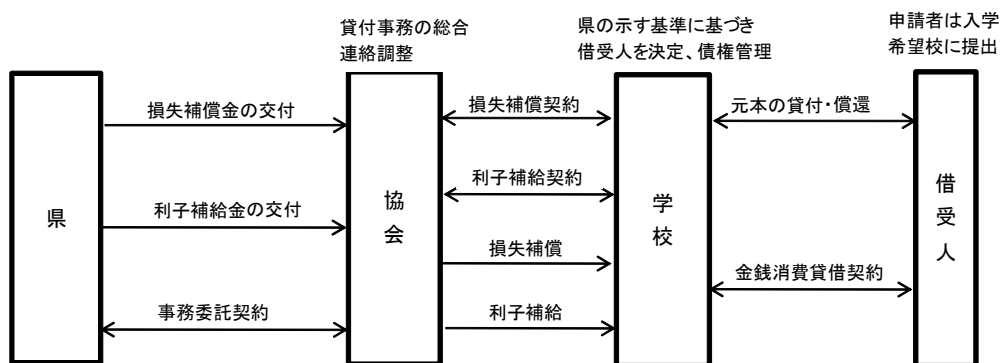 貸付事務の総合
連絡調整
県の示す基準に基づき
借受人を決定、債権管理
申請者は入学
希望校に提出
県
損失補償金の交付
利子補給金の交付
事務委託契約
協会
損失補償契約
利子補給契約
損失補償
利子補給
学校
元本の貸付・償還
金銭消費貸借契約
借受人